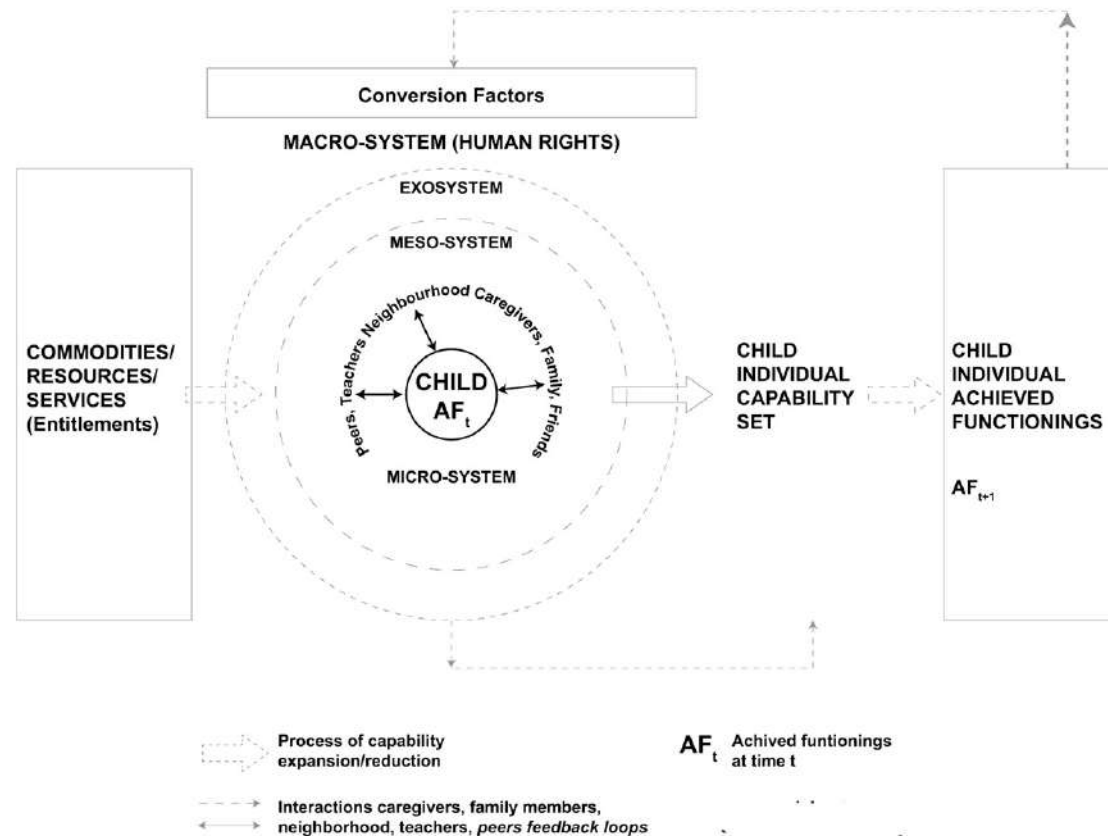 Conversion Factors
MACRO-SYSTEM (HUMAN RIGHTS)
EXOSYSTEM
MESO-SYSTEM
Peers, Teachers Neighbourhood Caregivers, Family, Friends
CHILD
AFt
MICRO-SYSTEM
COMMODITIES/
RESOURCES/
SERVICES
(Entitlements)
CHILD
INDIVIDUAL
CAPABILITY
SET
CHILD
INDIVIDUAL
ACHIEVED
FUNCTIONINGS
AFt+1
Process of capability
expansion/reduction
AFt Achived funtionings
at time t
Interactions caregivers, family members,
neighborhood, teachers, peers feedback loops